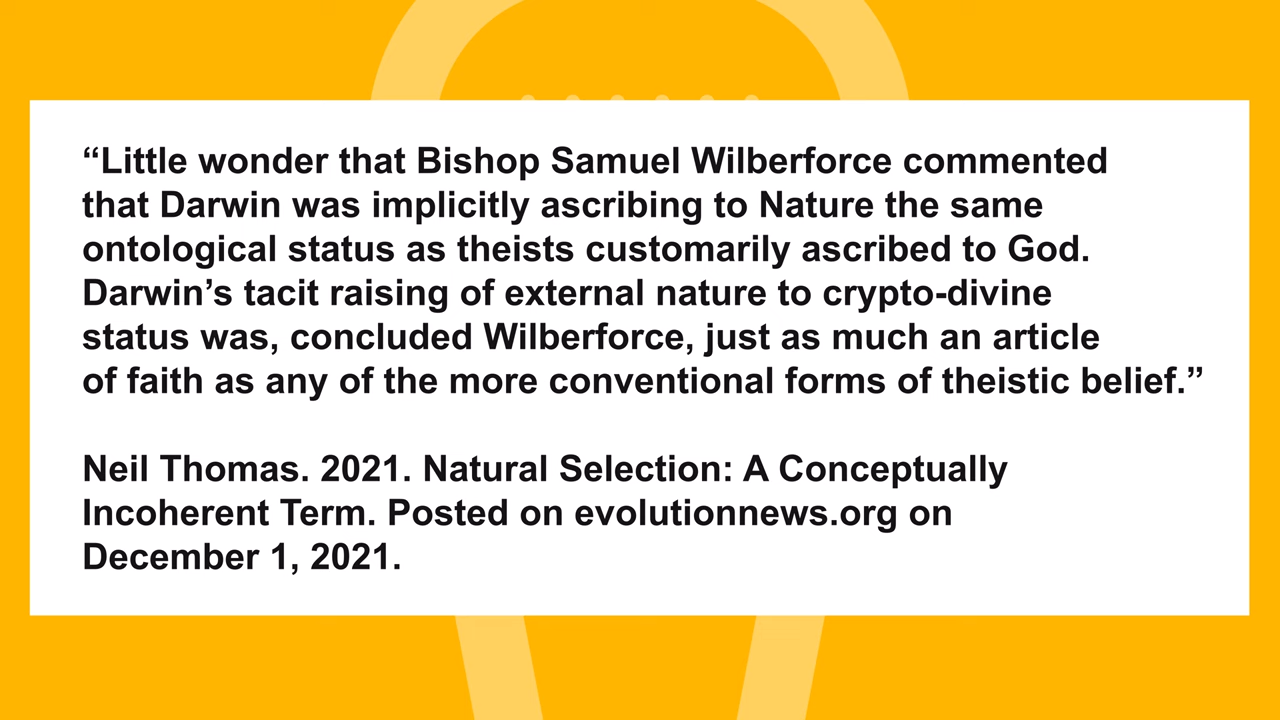 “Little wonder that Bishop Samuel Wilberforce commented
that Darwin was implicitly ascribing to Nature the same
ontological status as theists customarily ascribed to God.
Darwin’s tacit raising of external nature to crypto-divine
status was, concluded Wilberforce, just as much an article
of faith as any of the more conventional forms of theistic belief.”
Neil Thomas. 2021. Natural Selection: A Conceptually
Incoherent Term. Posted on evolutionnews.org on
December 1, 2021.